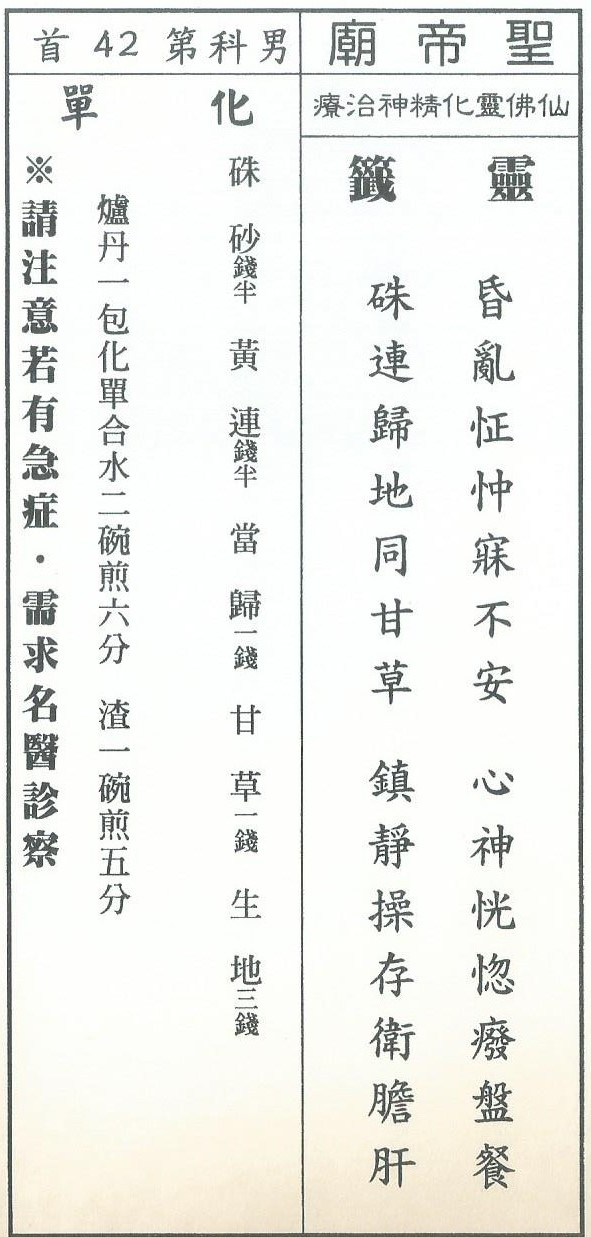 聖帝廟
仙佛靈化精神治療
靈籤
昏亂怔忡寐不安 心神恍惚癈盤餐
硃連歸地同甘草 鎮靜操存衛膽肝
男科第42首
化單
硃砂錢半 黃連錢半 當歸一錢 甘草一錢 生地三錢
爐丹一包化單合水二碗煎六分 渣一碗煎五分
※請注意若有急症・需求名醫診察